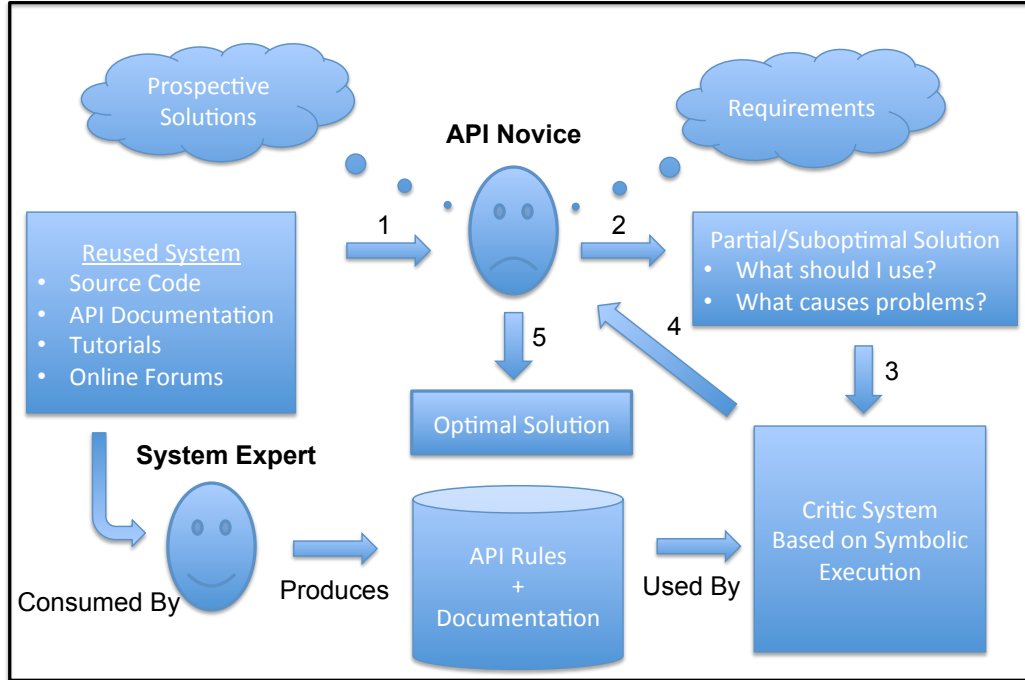 Prospective
Solutions
Requirements
API Novice
1
2
Reused System
• Source Code
• API Documentation
• Tutorials
• Online Forums
Partial/Suboptimal Solution
• What should I use?
• What causes problems?
5
4
3
Optimal Solution
System Expert
Consumed By
Produces
API Rules
+
Documentation
Used By
Critic System
Based on Symbolic
Execution